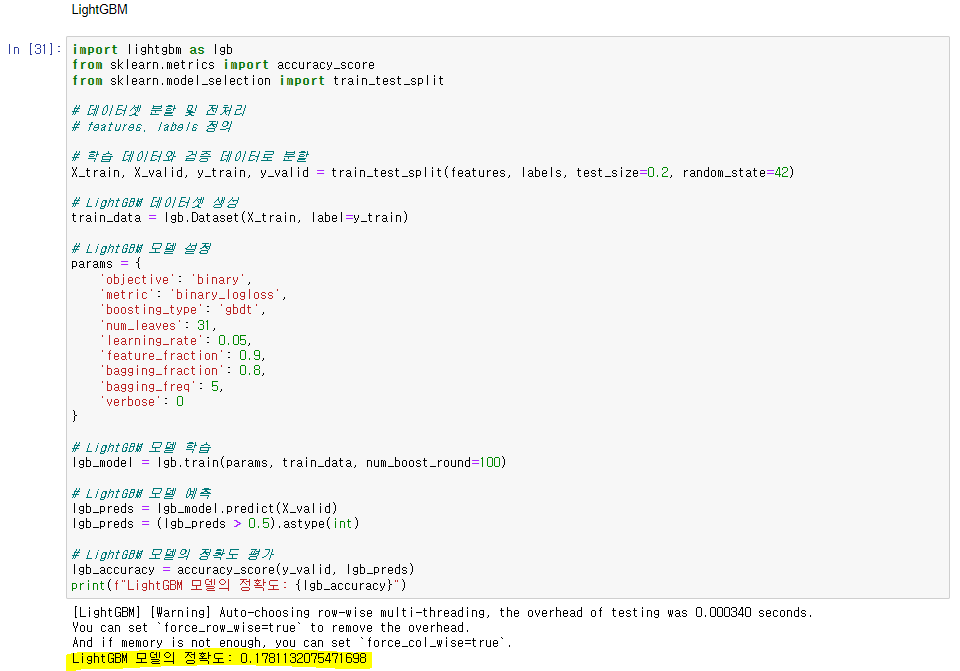 LightGBM
In [31]:
import lightgbm as lgb
from sklearn.metrics import accuracy_score
from sklearn.model_selection import train_test_split
# 데이터셋 분할 및 전처리
# features, labels 정의
# 학습 데이터와 검증 데이터로 분할
X_train, X_valid, y_train, y_valid = train_test_split(features, labels, test_size=0.2, random_state=42)
# LightGBM 데이터셋 생성
train_data = lgb.Dataset(X_train, label=y_train)
# LightGBM 모델 설정
params = {
    'objective': 'binary',
    'metric': 'binary_logloss',
    'boosting_type': 'gbdt',
    'num_leaves': 31,
    'learning_rate': 0.05,
    'feature_fraction': 0.9,
    'bagging_fraction': 0.8,
    'bagging_freq': 5,
    'verbose': 0
}
# LightGBM 모델 학습
lgb_model = lgb.train(params, train_data, num_boost_round=100)
# LightGBM 모델 예측
lgb_preds = lgb_model.predict(X_valid)
lgb_preds = (lgb_preds > 0.5).astype(int)
# LightGBM 모델의 정확도 평가
lgb_accuracy = accuracy_score(y_valid, lgb_preds)
print(f"LightGBM 모델의 정확도: {lgb_accuracy}")
[LightGBM] [Warning] Auto-choosing row-wise multi-threading, the overhead of testing was 0.000340 seconds.
You can set `force_row_wise=true` to remove the overhead.
And if memory is not enough, you can set `force_col_wise=true`.
LightGBM 모델의 정확도: 0.1781132075471698